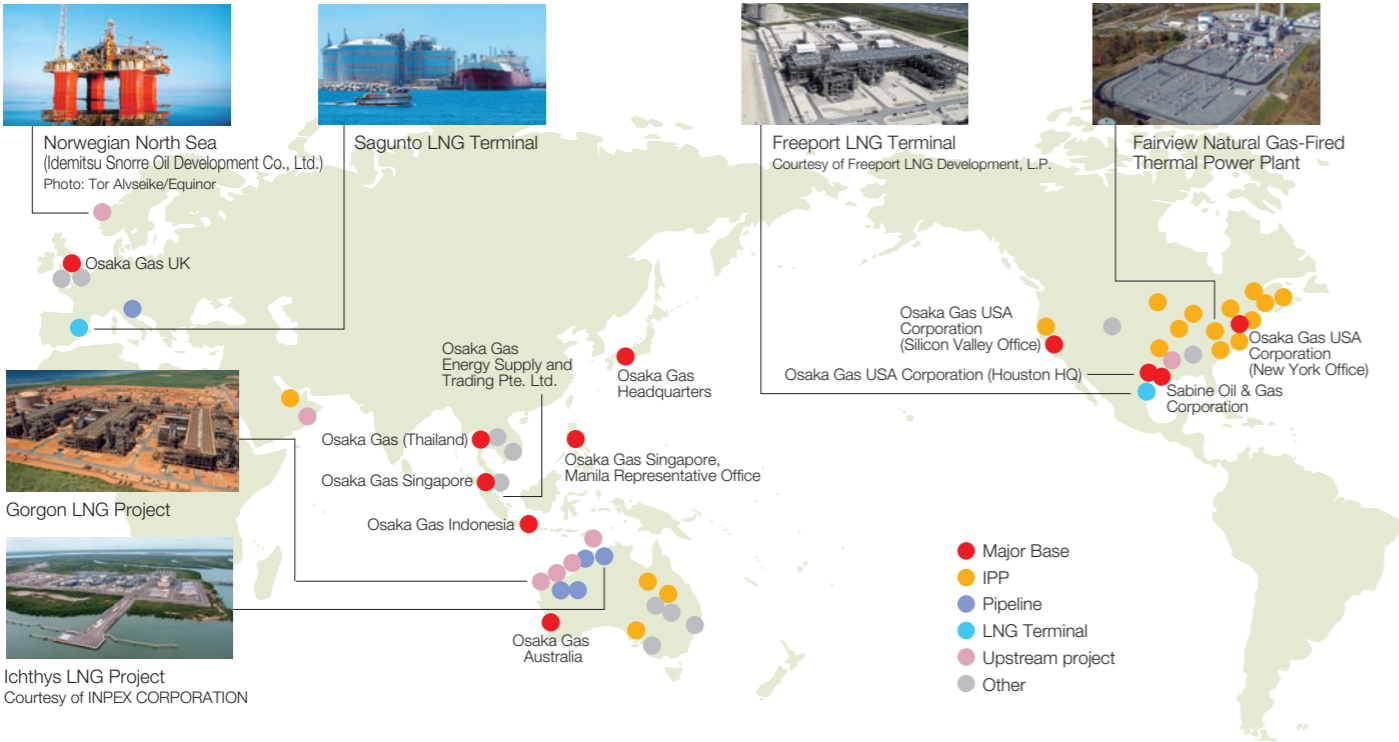 Norwegian North Sea
(Idemitsu Snorre Oil Development Co., Ltd.)
Photo: Tor Alvseike/Equinor
Sagunto LNG Terminal
Freeport LNG Terminal
Courtesy of Freeport LNG Development, L.P.
Fairview Natural Gas-Fired
Thermal Power Plant
Osaka Gas UK
Osaka Gas
Energy Supply and
Trading Pte. Ltd.
Osaka Gas
Headquarters
Osaka Gas USA
Corporation
(Silicon Valley Office)
Osaka Gas USA
Corporation
(New York Office)
Osaka Gas USA Corporation (Houston HQ)
Sabine Oil & Gas
Corporation
Osaka Gas (Thailand)
Osaka Gas Singapore,
Manila Representative Office
Osaka Gas Singapore
Osaka Gas Indonesia
Gorgon LNG Project
Osaka Gas
Australia
Ichthys LNG Project
Courtesy of INPEX CORPORATION
Major Base
IPP
Pipeline
LNG Terminal
Upstream project
Other